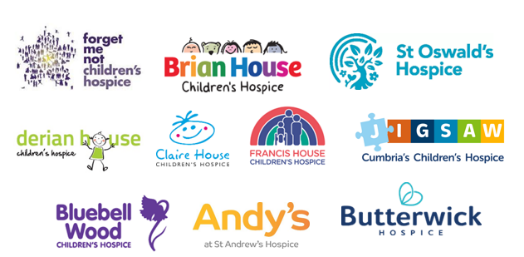 forget
me
not
children's
hospice
Brian House
Children's Hospice
St Oswald's
Hospice
derian house
children's hospice
Claire House
CHILDREN'S HOSPICE
FRANCIS HOUSE
CHILDREN'S HOSPICE
JIGSAW
Cumbria's Children's Hospice
Bluebell
Wood
CHILDREN'S HOSPICE
Andy's
at St Andrew's Hospice
Butterwick
HOSPICE